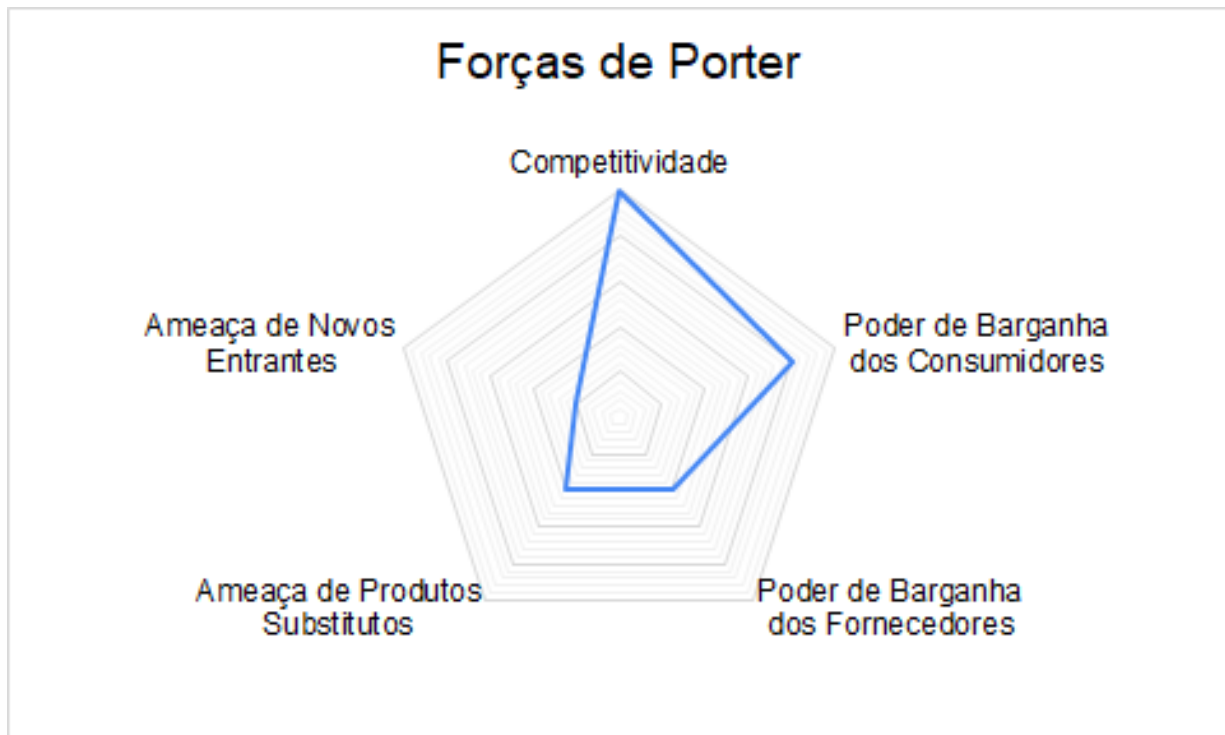 Forças de Porter
Competitividade
Poder de Barganha
dos Consumidores
Poder de Barganha
dos Fornecedores
Ameaça de Produtos
Substitutos
Ameaça de Novos
Entrantes